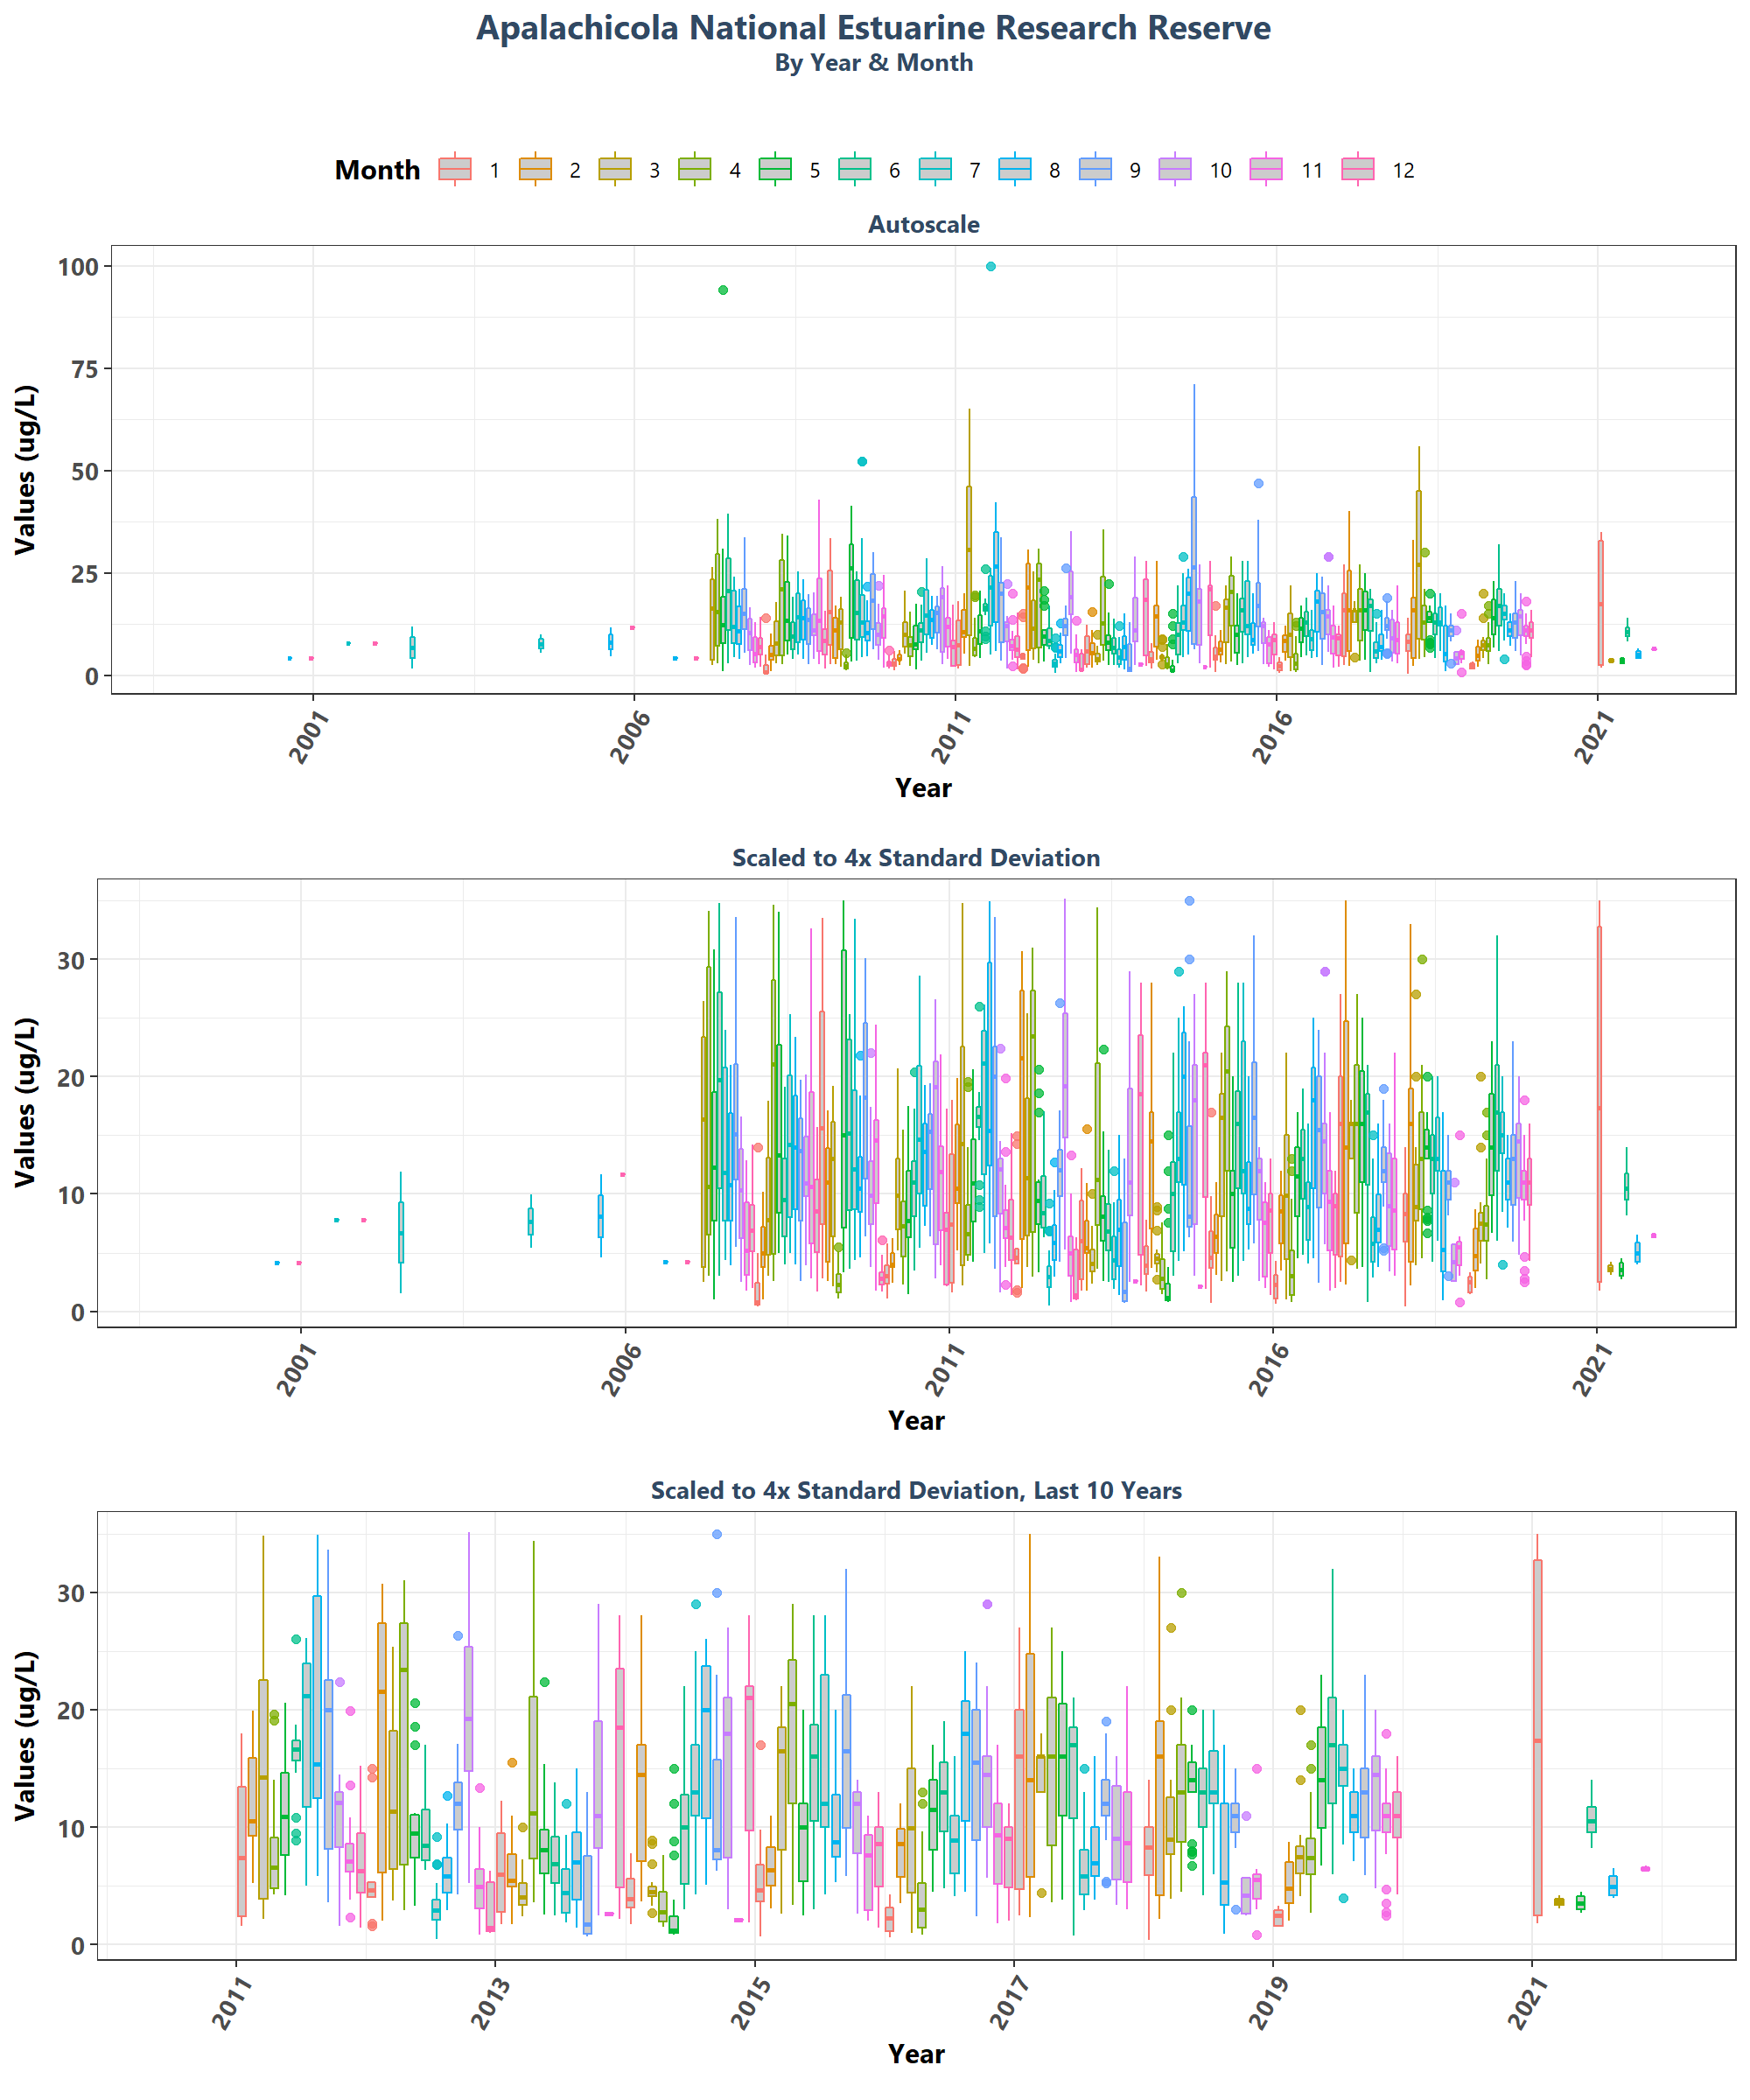 Apalachicola National Estuarine Research Reserve
By Year & Month
Month 1 2 3 4 5 6 7 8 9 10 11 12
Autoscale
Values (ug/L)
100
75
50
25
0
2001 2006 2011 2016 2021
Year
Scaled to 4x Standard Deviation
Values (ug/L)
30
20
10
0
2001 2006 2011 2016 2021
Year
Scaled to 4x Standard Deviation, Last 10 Years
Values (ug/L)
30
20
10
0
2011 2013 2015 2017 2019 2021
Year